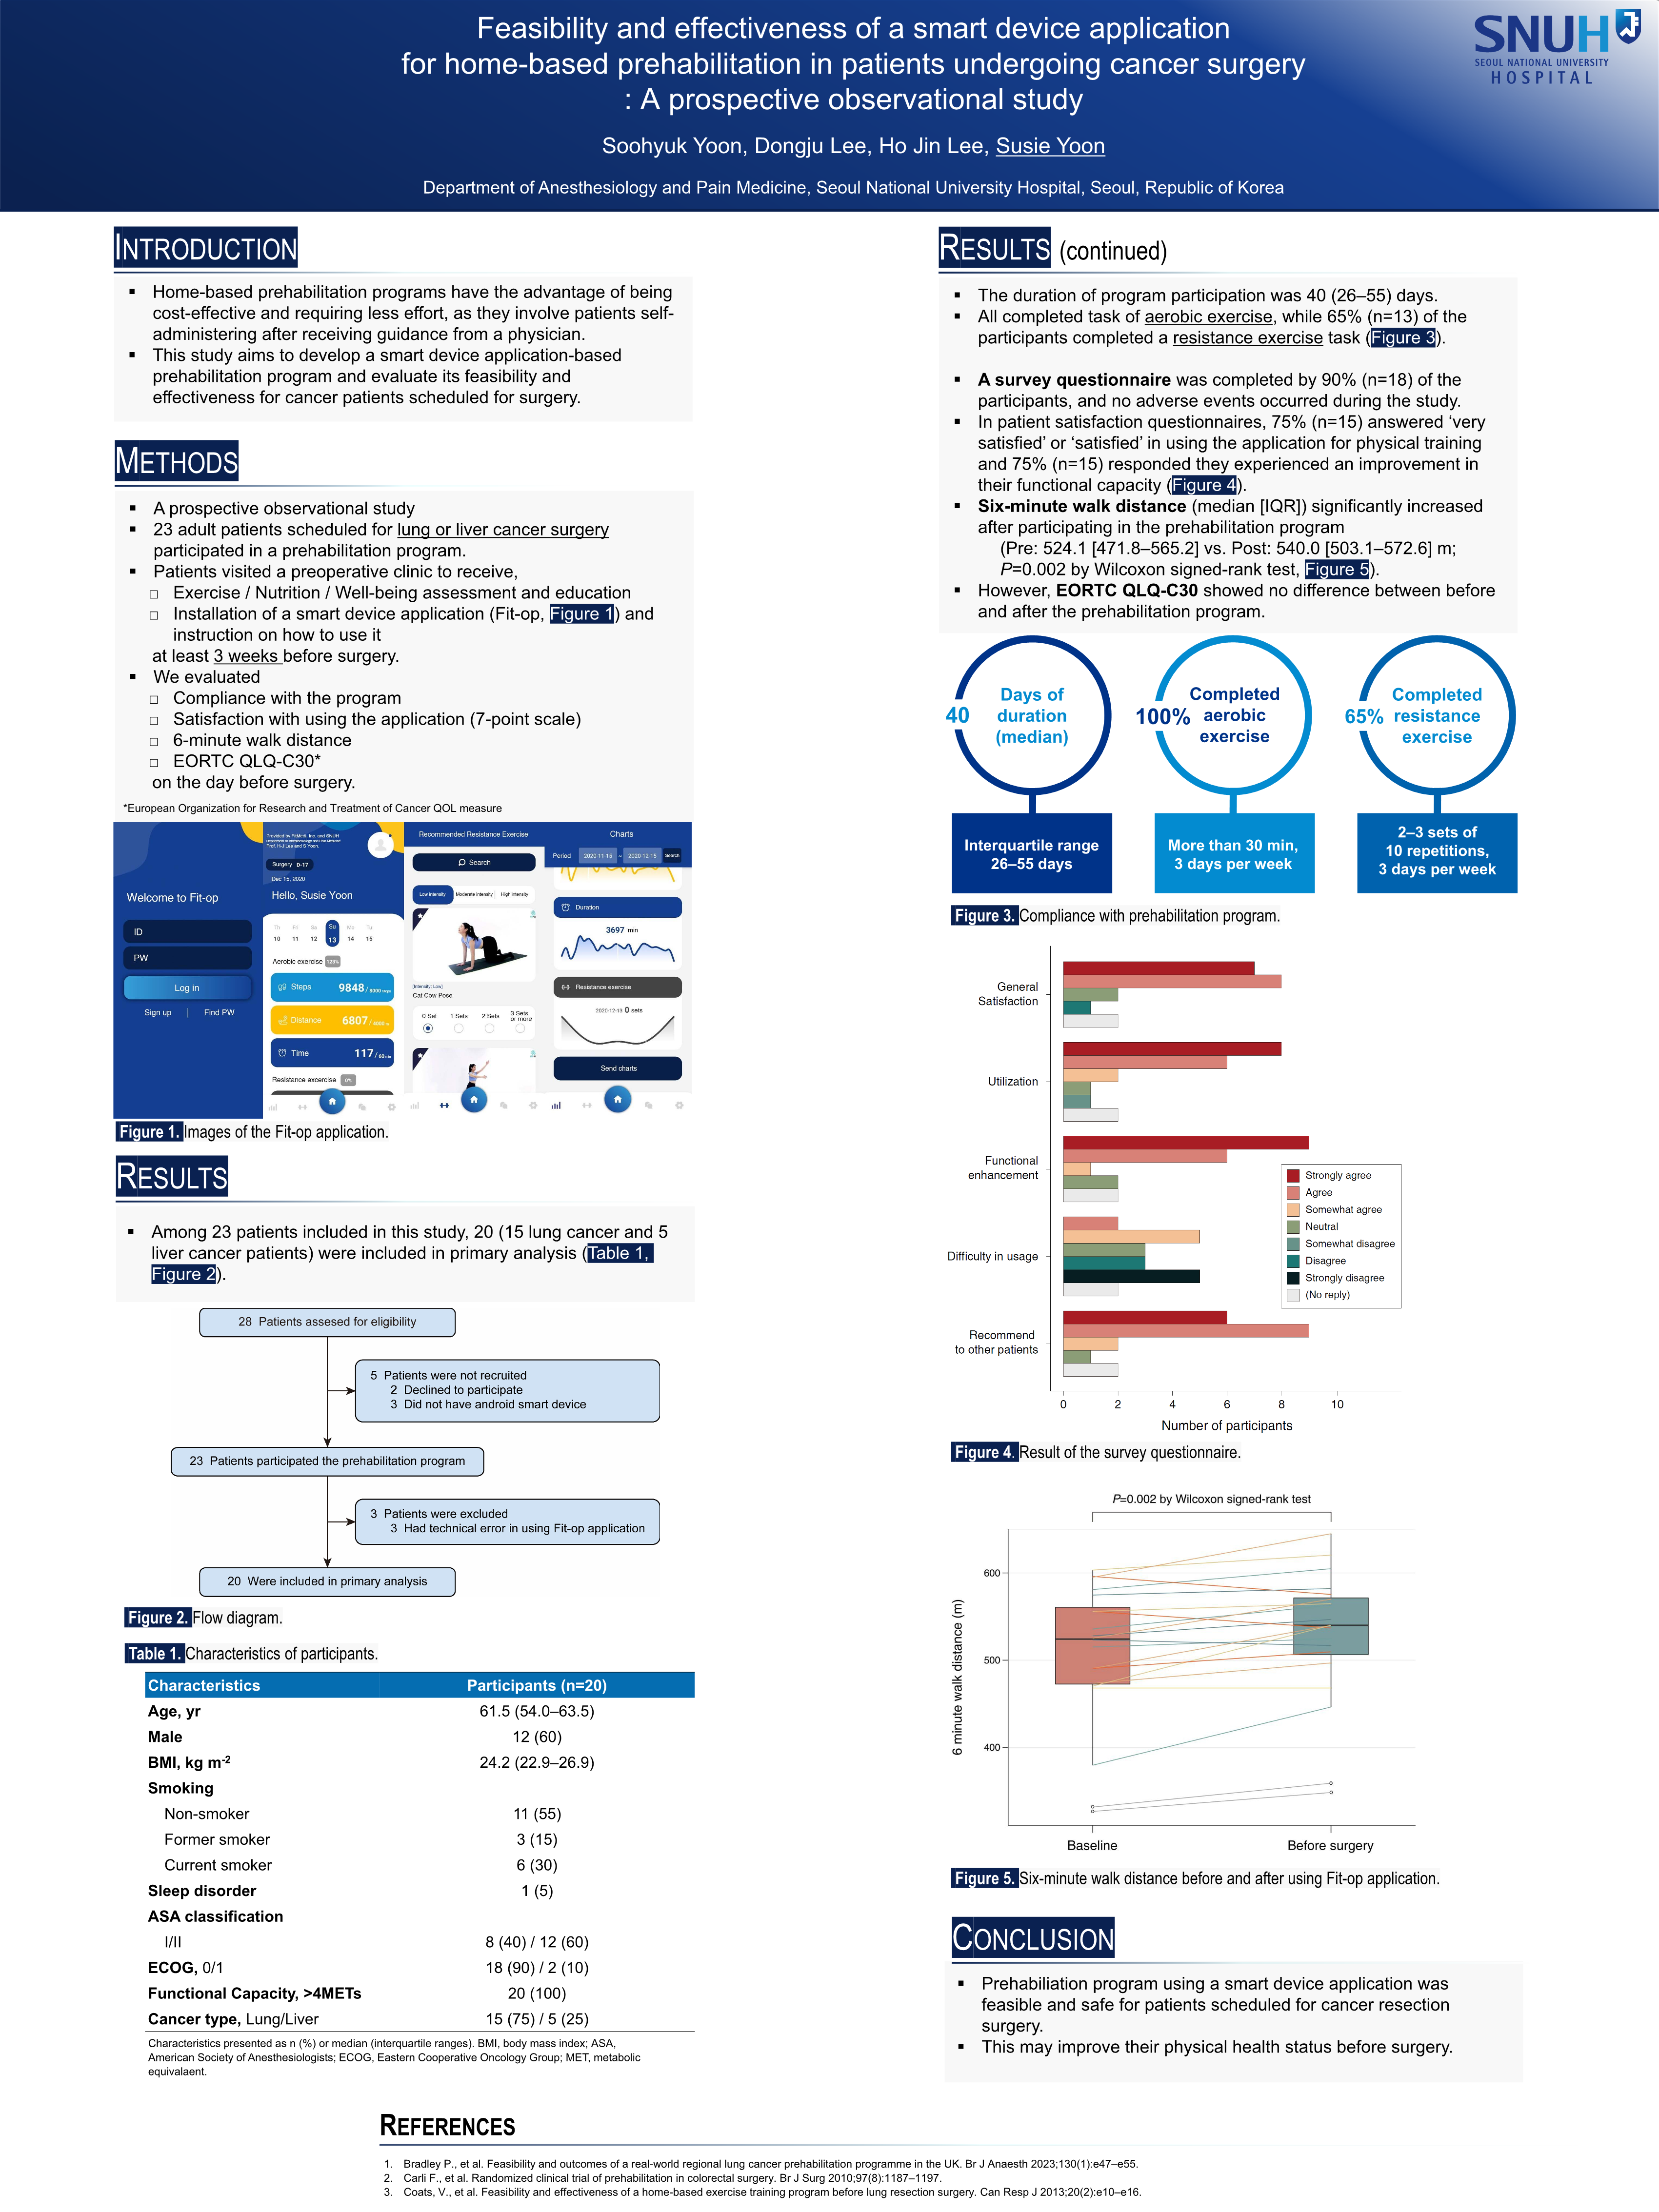 Feasibility and effectiveness of a smart device application
for home-based prehabilitation in patients undergoing cancer surgery
: A prospective observational study
Soohyuk Yoon, Dongju Lee, Ho Jin Lee, Susie Yoon
Department of Anesthesiology and Pain Medicine, Seoul National University Hospital, Seoul, Republic of Korea
SNUH
SEOUL NATIONAL UNIVERSITY
HOSPITAL
INTRODUCTION
▪ Home-based prehabilitation programs have the advantage of being
cost-effective and requiring less effort, as they involve patients self-
administering after receiving guidance from a physician.
▪ This study aims to develop a smart device application-based
prehabilitation program and evaluate its feasibility and
effectiveness for cancer patients scheduled for surgery.
METHODS
▪ A prospective observational study
▪ 23 adult patients scheduled for lung or liver cancer surgery
participated in a prehabilitation program.
▪ Patients visited a preoperative clinic to receive,
□ Exercise / Nutrition / Well-being assessment and education
□ Installation of a smart device application (Fit-op, Figure 1) and
instruction on how to use it
at least 3 weeks before surgery.
▪ We evaluated
□ Compliance with the program
□ Satisfaction with using the application (7-point scale)
□ 6-minute walk distance
□ EORTC QLQ-C30*
on the day before surgery.
*European Organization for Research and Treatment of Cancer QOL measure
Welcome to Fit-op
ID
PW
Log in
Sign up | Find PW
Provided by FitMedi, Inc. and SNUH
Department of Anesthesiology and Pain Medicine
Prof. H-J Lee and S Yoon.
Surgery D-17
Dec 15, 2020
Hello, Susie Yoon
Th Fri Sa Su Mo Tu
10 11 12 13 14 15
Aerobic exercise 123%
Steps 9848 / 8000 steps
Distance 6807 / 6000 m
Time 117 / 60 min
Resistance excercise 0%
Recommended Resistance Exercise
Search
Low intensity Moderate intensity High intensity
[Intensity: Low]
Cat Cow Pose
0 Set 1 Sets 2 Sets 3 Sets or more
Charts
Period 2020-11-15 ~ 2020-12-15 Search
Duration
3697 min
Resistance exercise
2020-12-13 0 sets
Send charts
Figure 1. Images of the Fit-op application.
RESULTS
▪ Among 23 patients included in this study, 20 (15 lung cancer and 5
liver cancer patients) were included in primary analysis (Table 1,
Figure 2).
28 Patients assesed for eligibility
5 Patients were not recruited
2 Declined to participate
3 Did not have android smart device
23 Patients participated the prehabilitation program
3 Patients were excluded
3 Had technical error in using Fit-op application
20 Were included in primary analysis
Figure 2. Flow diagram.
Table 1. Characteristics of participants.
Characteristics Participants (n=20)
Age, yr 61.5 (54.0–63.5)
Male 12 (60)
BMI, kg m-2 24.2 (22.9–26.9)
Smoking
Non-smoker 11 (55)
Former smoker 3 (15)
Current smoker 6 (30)
Sleep disorder 1 (5)
ASA classification
I/II 8 (40) / 12 (60)
ECOG, 0/1 18 (90) / 2 (10)
Functional Capacity, >4METs 20 (100)
Cancer type, Lung/Liver 15 (75) / 5 (25)
Characteristics presented as n (%) or median (interquartile ranges). BMI, body mass index; ASA,
American Society of Anesthesiologists; ECOG, Eastern Cooperative Oncology Group; MET, metabolic
equivalaent.
RESULTS (continued)
▪ The duration of program participation was 40 (26–55) days.
▪ All completed task of aerobic exercise, while 65% (n=13) of the
participants completed a resistance exercise task (Figure 3).
▪ A survey questionnaire was completed by 90% (n=18) of the
participants, and no adverse events occurred during the study.
▪ In patient satisfaction questionnaires, 75% (n=15) answered ‘very
satisfied’ or ‘satisfied’ in using the application for physical training
and 75% (n=15) responded they experienced an improvement in
their functional capacity (Figure 4).
▪ Six-minute walk distance (median [IQR]) significantly increased
after participating in the prehabilitation program
(Pre: 524.1 [471.8–565.2] vs. Post: 540.0 [503.1–572.6] m;
P=0.002 by Wilcoxon signed-rank test, Figure 5).
▪ However, EORTC QLQ-C30 showed no difference between before
and after the prehabilitation program.
40 Days of
duration
(median)
Interquartile range
26–55 days
100% Completed
aerobic
exercise
More than 30 min,
3 days per week
65% Completed
resistance
exercise
2–3 sets of
10 repetitions,
3 days per week
Figure 3. Compliance with prehabilitation program.
General
Satisfaction
Utilization
Functional
enhancement
Difficulty in usage
Recommend
to other patients
Strongly agree
Agree
Somewhat agree
Neutral
Somewhat disagree
Disagree
Strongly disagree
(No reply)
0 2 4 6 8 10
Number of participants
Figure 4. Result of the survey questionnaire.
P=0.002 by Wilcoxon signed-rank test
6 minute walk distance (m)
600
500
400
Baseline Before surgery
Figure 5. Six-minute walk distance before and after using Fit-op application.
CONCLUSION
▪ Prehabiliation program using a smart device application was
feasible and safe for patients scheduled for cancer resection
surgery.
▪ This may improve their physical health status before surgery.
REFERENCES
1. Bradley P., et al. Feasibility and outcomes of a real-world regional lung cancer prehabilitation programme in the UK. Br J Anaesth 2023;130(1):e47–e55.
2. Carli F., et al. Randomized clinical trial of prehabilitation in colorectal surgery. Br J Surg 2010;97(8):1187–1197.
3. Coats, V., et al. Feasibility and effectiveness of a home-based exercise training program before lung resection surgery. Can Resp J 2013;20(2):e10–e16.